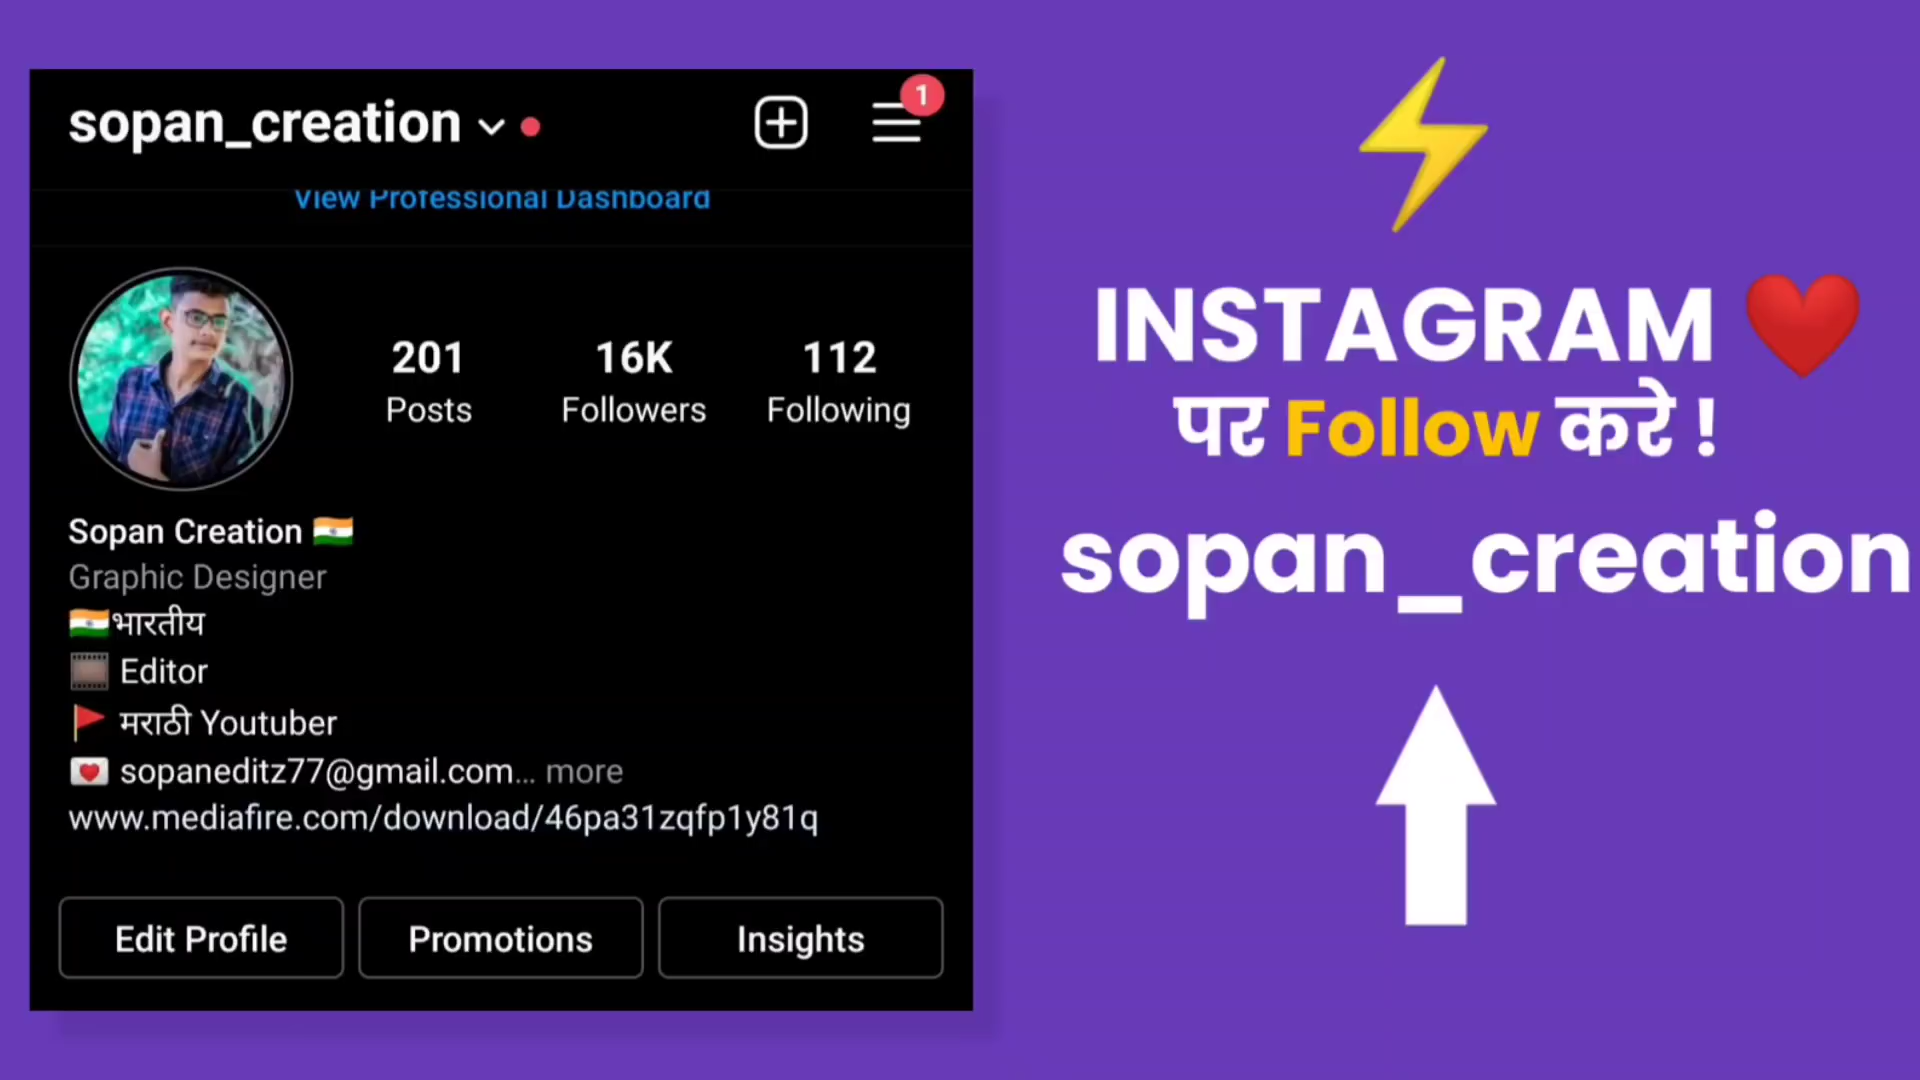 sopan_creation
1
View Professional Dashboard
201
Posts
16K
Followers
112
Following
Sopan Creation 🇮🇳
Graphic Designer
🇮🇳भारतीय
🎞️ Editor
🚩 मराठी Youtuber
💌 sopaneditz77@gmail.com... more
www.mediafire.com/download/46pa31zqfp1y81q
Edit Profile
Promotions
Insights
⚡
INSTAGRAM ❤️
पर Follow करे !
sopan_creation